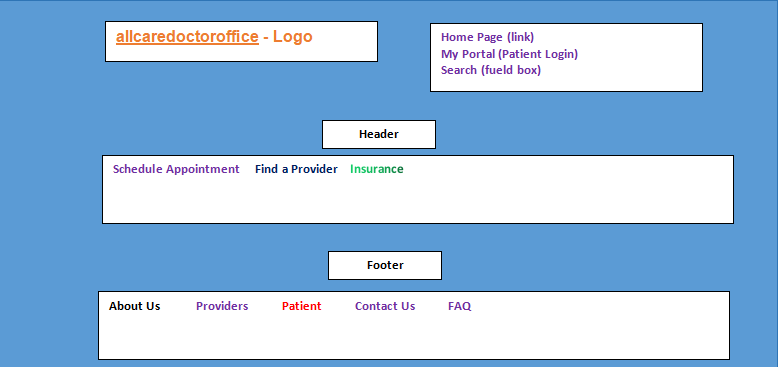 allcaredoctoroffice - Logo
Home Page (link)
My Portal (Patient Login)
Search (fueld box)
Header
Schedule Appointment Find a Provider Insurance
Footer
About Us Providers Patient Contact Us FAQ